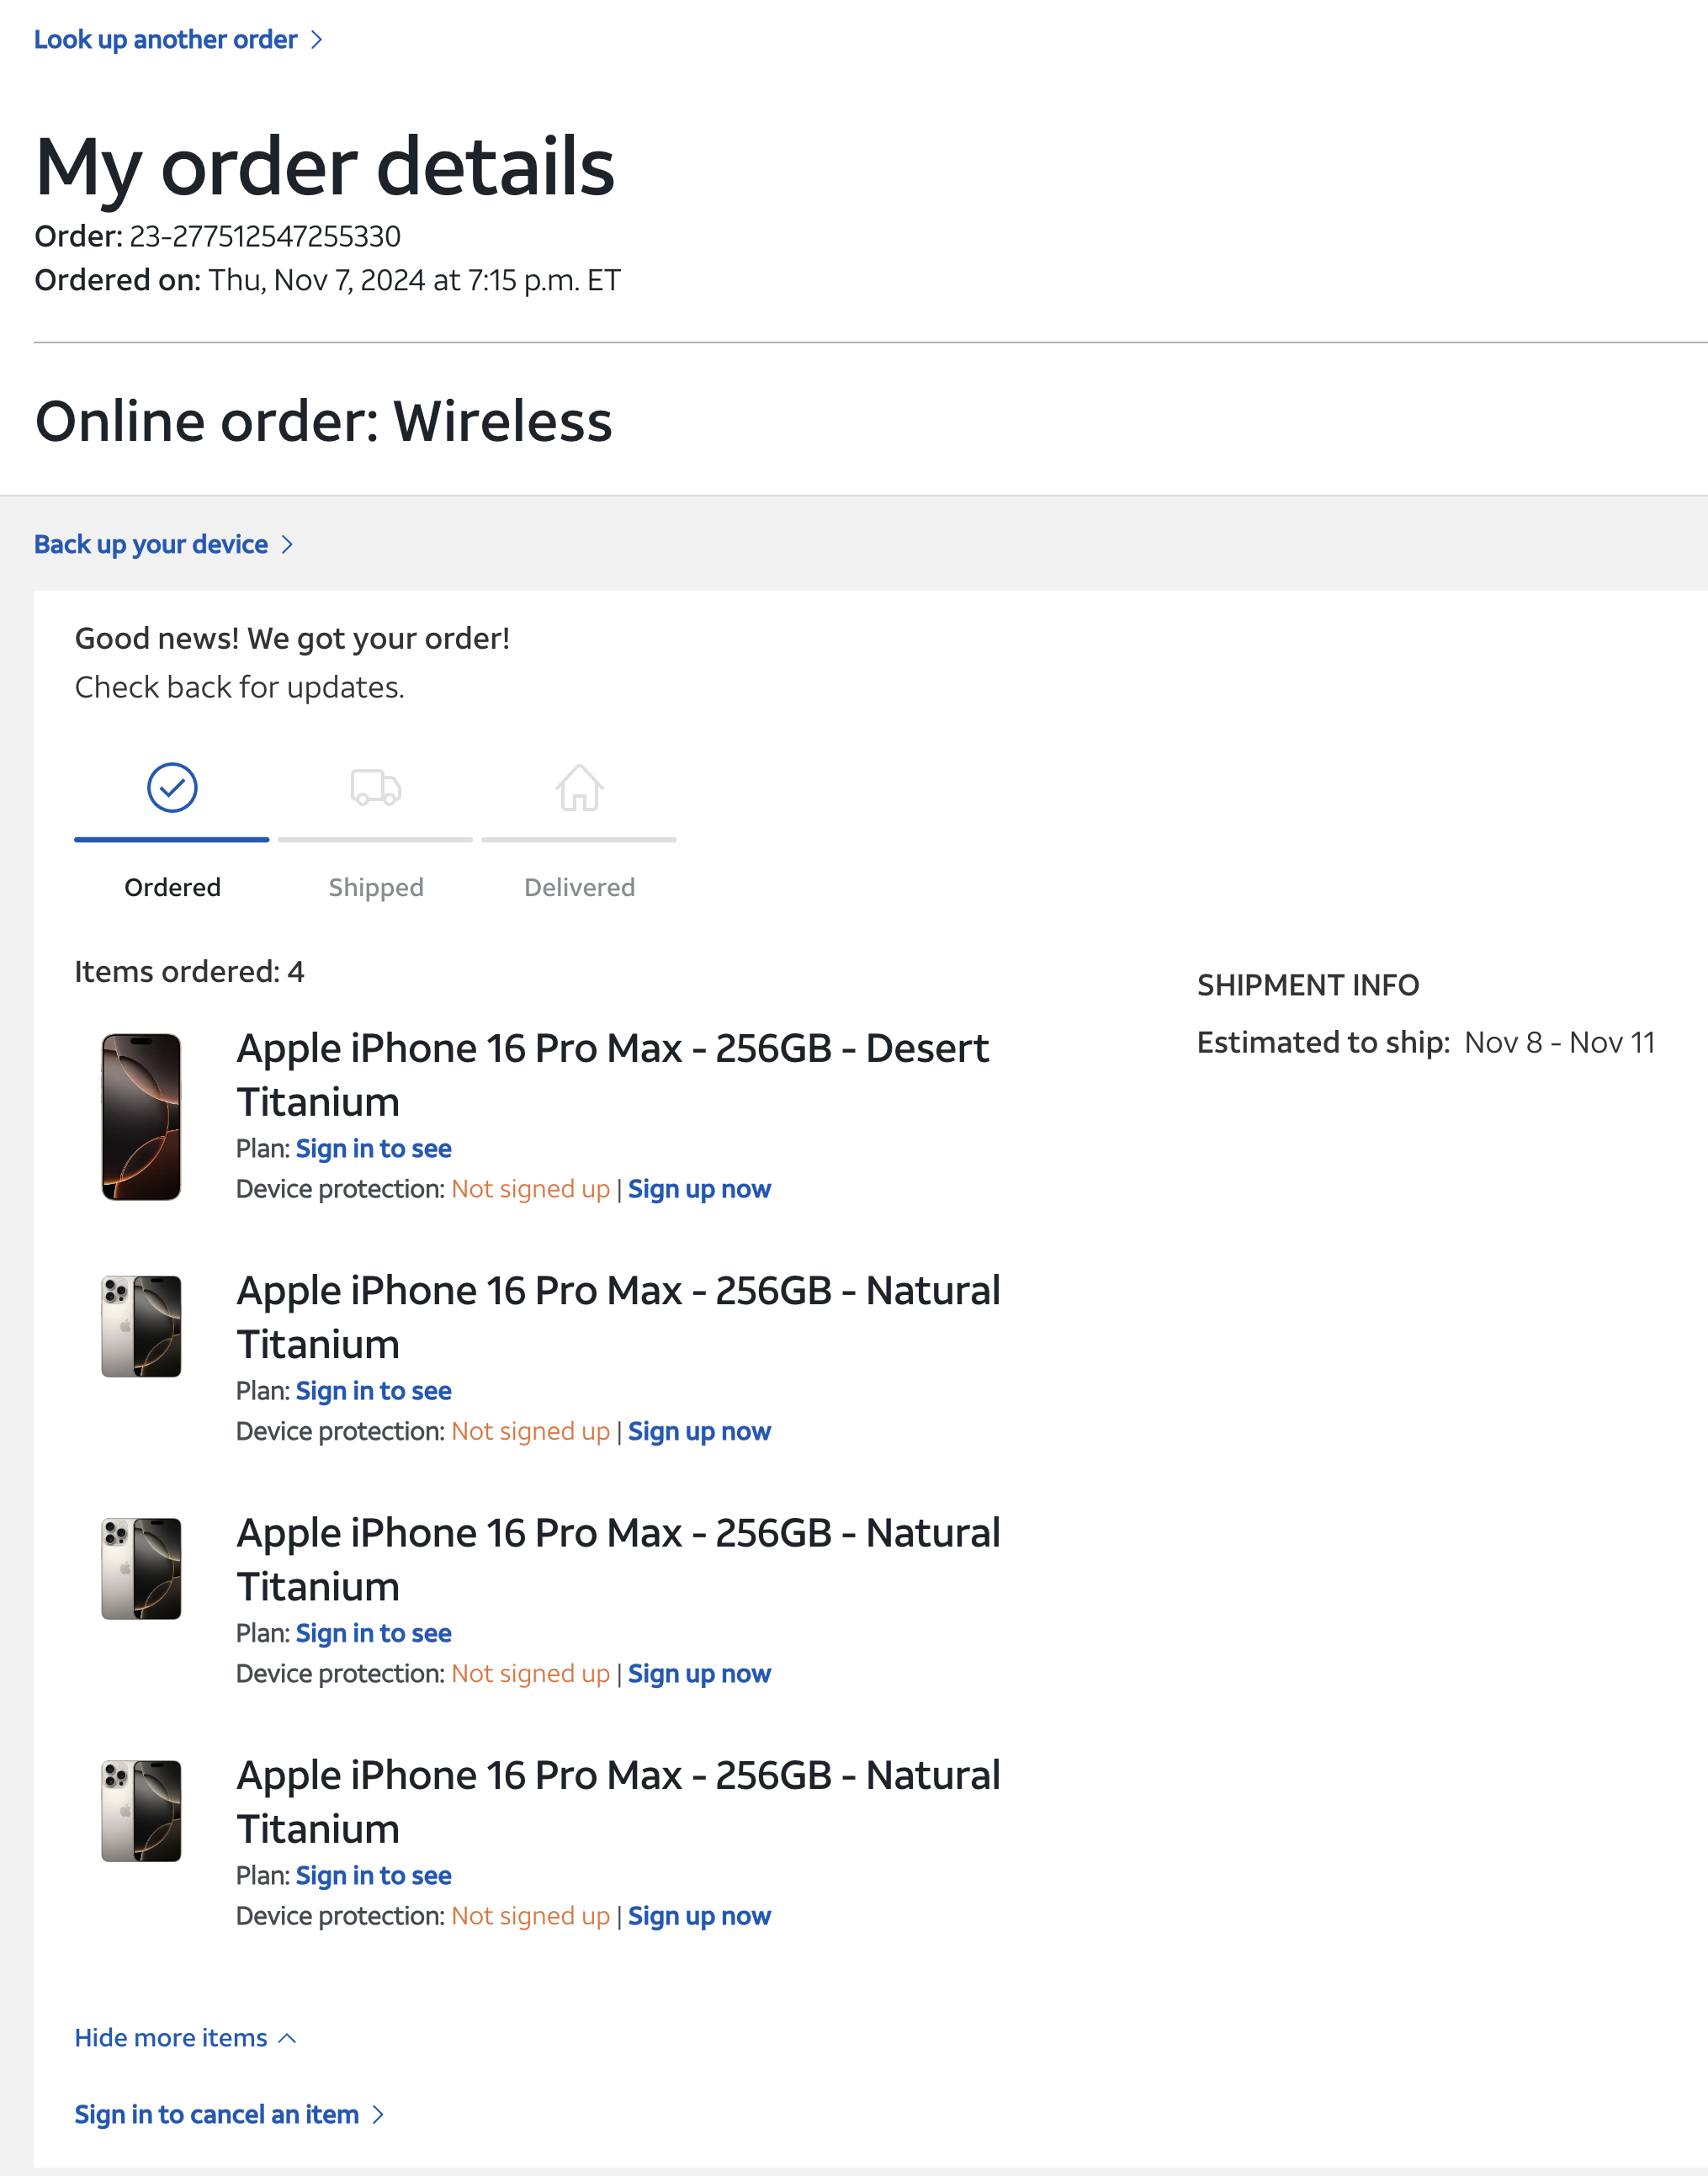 Look up another order
My order details
Order: 23-277512547255330
Ordered on: Thu, Nov 7, 2024 at 7:15 p.m. ET
Online order: Wireless
Back up your device
Good news! We got your order!
Check back for updates.
Ordered
Shipped
Delivered
Items ordered: 4
Apple iPhone 16 Pro Max - 256GB - Desert
Titanium
Plan: Sign in to see
Device protection: Not signed up | Sign up now
Apple iPhone 16 Pro Max - 256GB - Natural
Titanium
Plan: Sign in to see
Device protection: Not signed up | Sign up now
Apple iPhone 16 Pro Max - 256GB - Natural
Titanium
Plan: Sign in to see
Device protection: Not signed up | Sign up now
Apple iPhone 16 Pro Max - 256GB - Natural
Titanium
Plan: Sign in to see
Device protection: Not signed up | Sign up now
Hide more items
Sign in to cancel an item
SHIPMENT INFO
Estimated to ship: Nov 8 - Nov 11